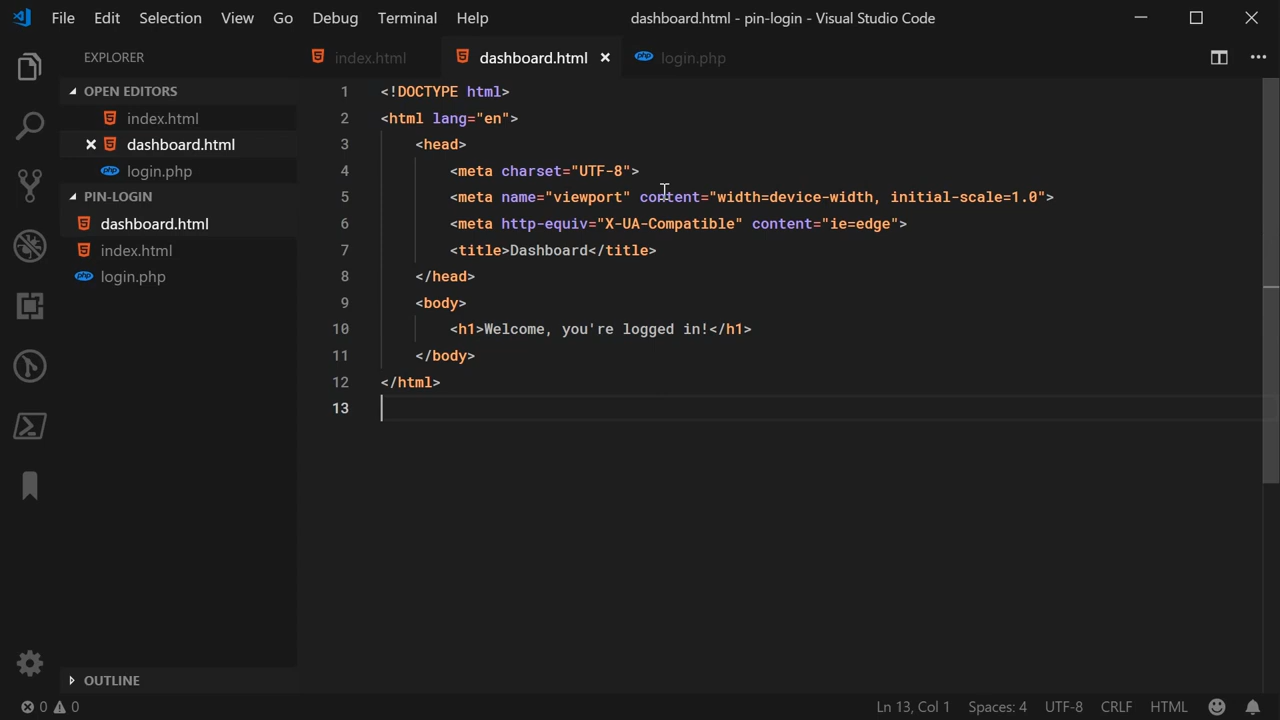 File Edit Selection View Go Debug Terminal Help dashboard.html - pin-login - Visual Studio Code
EXPLORER
OPEN EDITORS
index.html
dashboard.html
login.php
PIN-LOGIN
dashboard.html
index.html
login.php
OUTLINE
index.html dashboard.html login.php
1 <!DOCTYPE html>
2 <html lang="en">
3 <head>
4 <meta charset="UTF-8">
5 <meta name="viewport" content="width=device-width, initial-scale=1.0">
6 <meta http-equiv="X-UA-Compatible" content="ie=edge">
7 <title>Dashboard</title>
8 </head>
9 <body>
10 <h1>Welcome, you're logged in!</h1>
11 </body>
12 </html>
13
0 0 Ln 13, Col 1 Spaces: 4 UTF-8 CRLF HTML